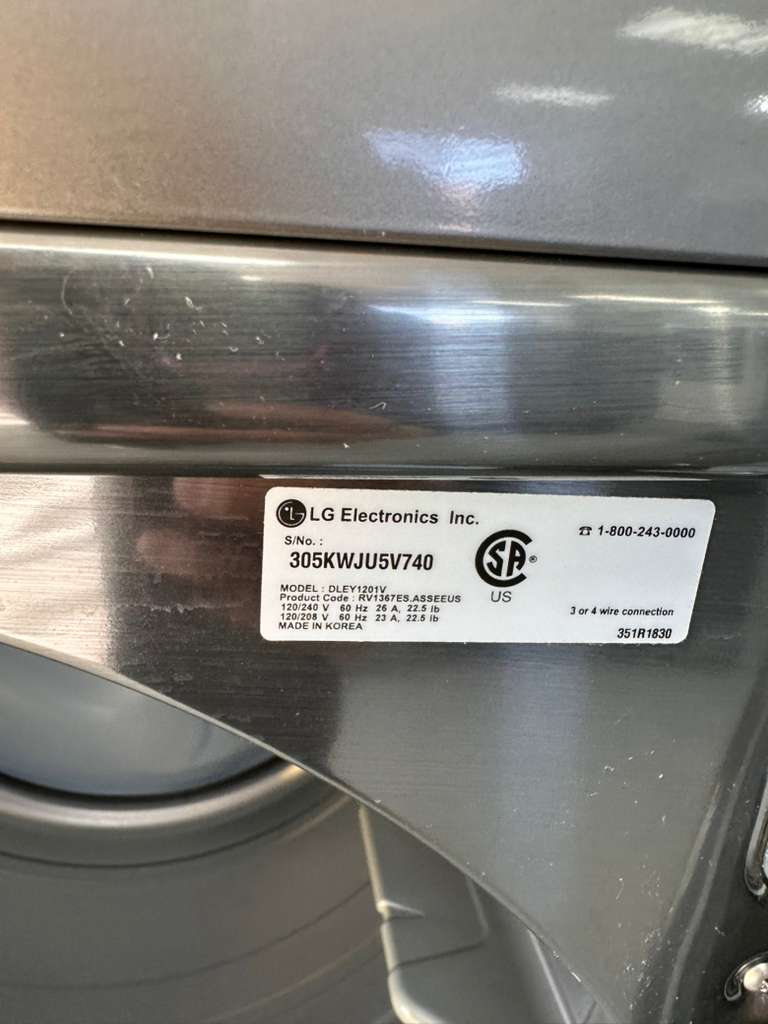 LG Electronics Inc.
☎ 1-800-243-0000
S/No. :
305KWJU5V740
SA ®
US
MODEL : DLEY1201V
Product Code : RV1367ES.ASSEEUS
120/240 V 60 Hz 26 A, 22.5 lb
120/208 V 60 Hz 23 A, 22.5 lb
MADE IN KOREA
3 or 4 wire connection
351R1830